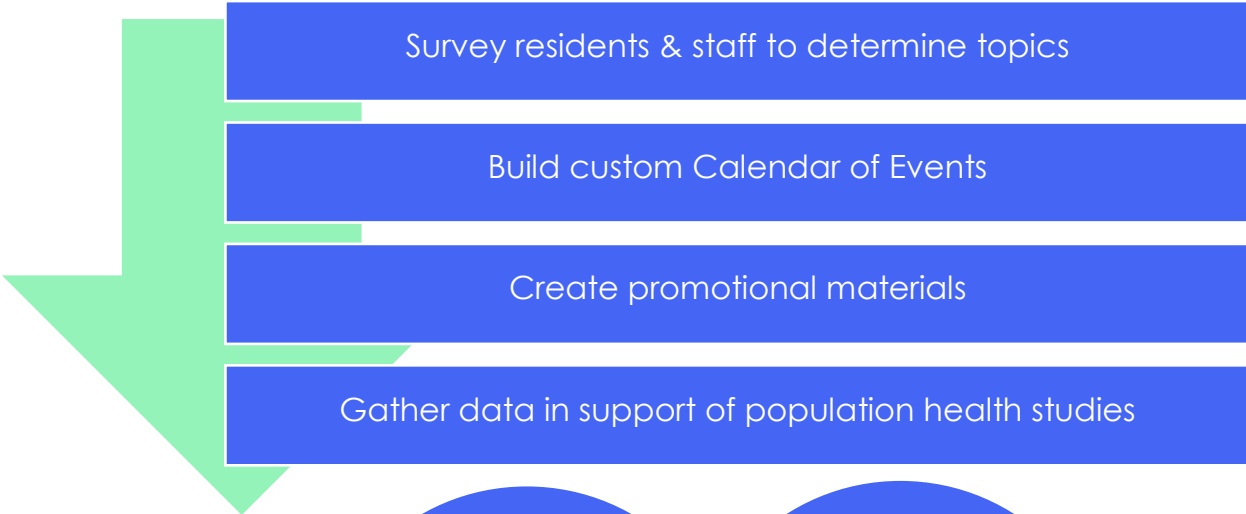 Survey residents & staff to determine topics
Build custom Calendar of Events
Create promotional materials
Gather data in support of population health studies